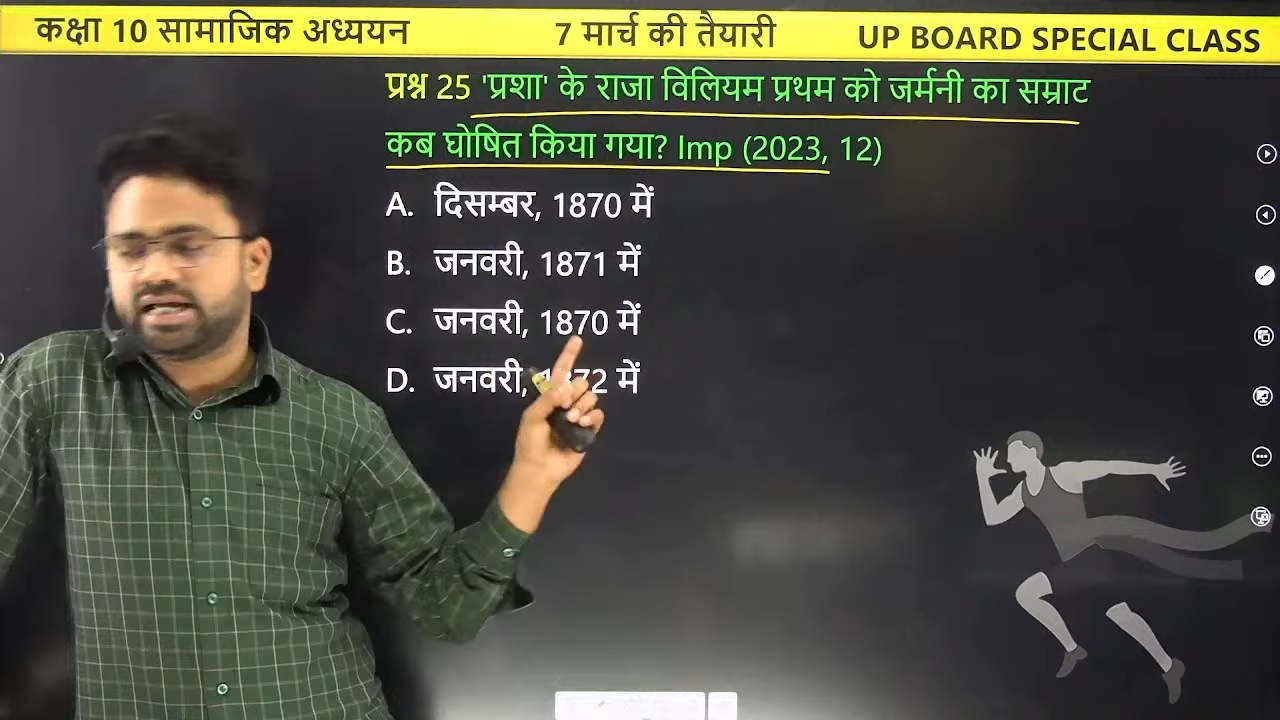 कक्षा 10 सामाजिक अध्ययन 7 मार्च की तैयारी UP BOARD SPECIAL CLASS
प्रश्न 25 'प्रशा' के राजा विलियम प्रथम को जर्मनी का सम्राट
कब घोषित किया गया? Imp (2023, 12)
A. दिसम्बर, 1870 में
B. जनवरी, 1871 में
C. जनवरी, 1870 में
D. जनवरी, 1872 में